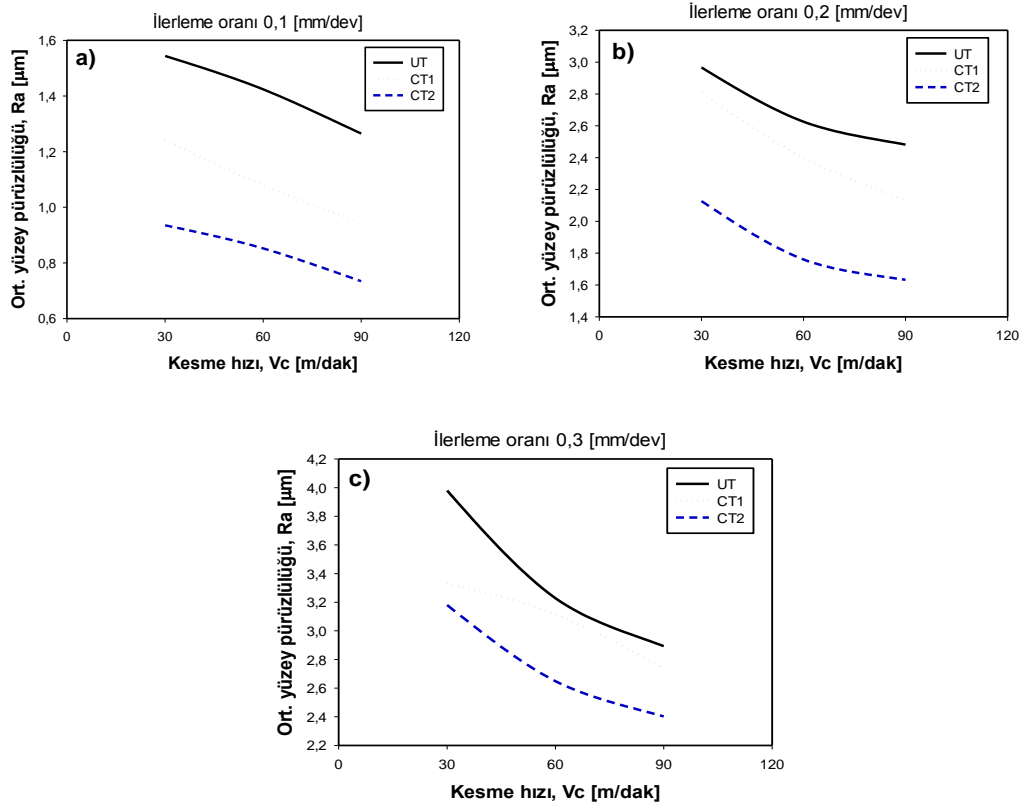 İlerleme oranı 0,1 [mm/dev]
a)
UT
CT1
CT2
Ort. yüzey pürüzlülüğü, Ra [µm]
1,6
1,4
1,2
1,0
0,8
0,6
0 30 60 90 120
Kesme hızı, Vc [m/dak]
İlerleme oranı 0,2 [mm/dev]
b)
UT
CT1
CT2
Ort. yüzey pürüzlülüğü, Ra [µm]
3,2
3,0
2,8
2,6
2,4
2,2
2,0
1,8
1,6
1,4
0 30 60 90 120
Kesme hızı, Vc [m/dak]
İlerleme oranı 0,3 [mm/dev]
c)
UT
CT1
CT2
Ort. yüzey pürüzlülüğü, Ra [µm]
4,2
4,0
3,8
3,6
3,4
3,2
3,0
2,8
2,6
2,4
2,2
0 30 60 90 120
Kesme hızı, Vc [m/dak]